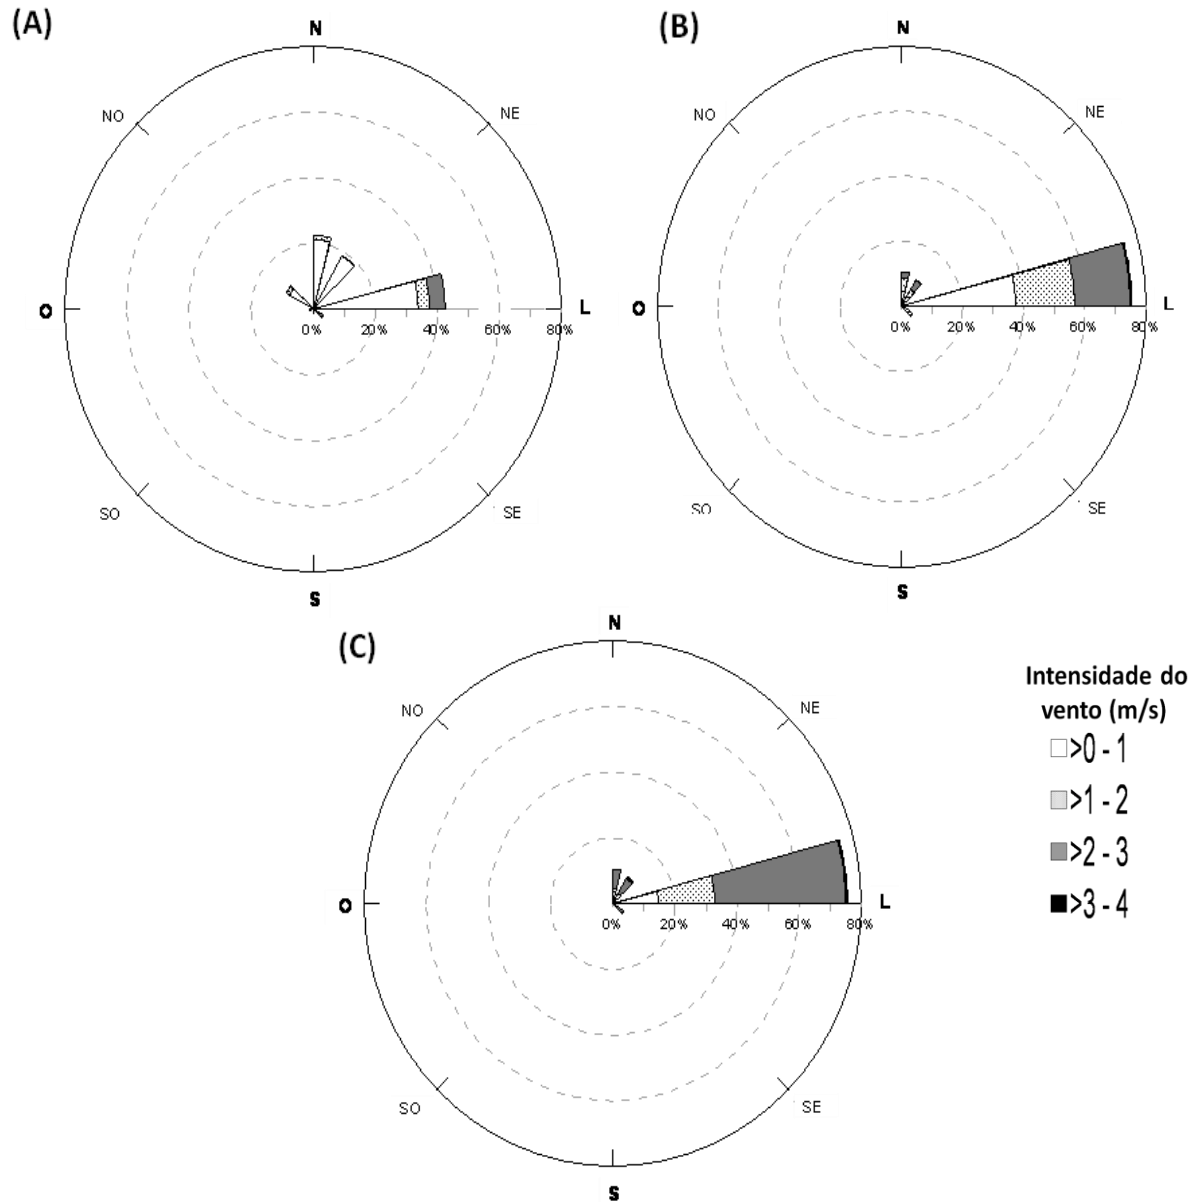 (A)
N
NO
NE
O
L
0%
20%
40%
60%
80%
SO
SE
S
(B)
N
NO
NE
O
L
0%
20%
40%
60%
80%
SO
SE
S
(C)
N
NO
NE
O
L
0%
20%
40%
60%
80%
SO
SE
S
Intensidade do
vento (m/s)
>0 - 1
>1 - 2
>2 - 3
>3 - 4